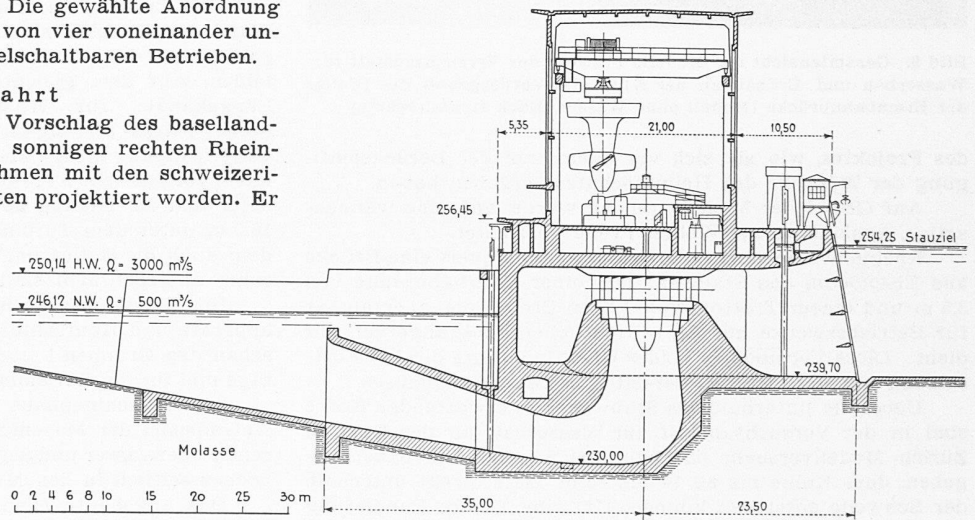 Die gewählte Anordnung
von vier voneinander un-
elschaltbaren Betrieben.
ahrt
Vorschlag des baselland-
sonnigen rechten Rhein-
hmen mit den schweizeri-
ten projektiert worden. Er
5,35
21,00
10,50
256,45
254,25 Stauziel
250,14 H.W. Q = 3000 m³/s
246,12 N.W. Q = 500 m³/s
239,70
Molasse
230,00
0 2 4 6 8 10 15 20 25 30 m
35,00
23,50